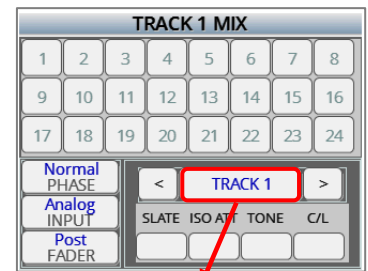 TRACK 1 MIX
1 2 3 4 5 6 7 8
9 10 11 12 13 14 15 16
17 18 19 20 21 22 23 24
Normal
PHASE
< TRACK 1 >
Analog
INPUT
SLATE ISO ATT TONE C/L
Post
FADER